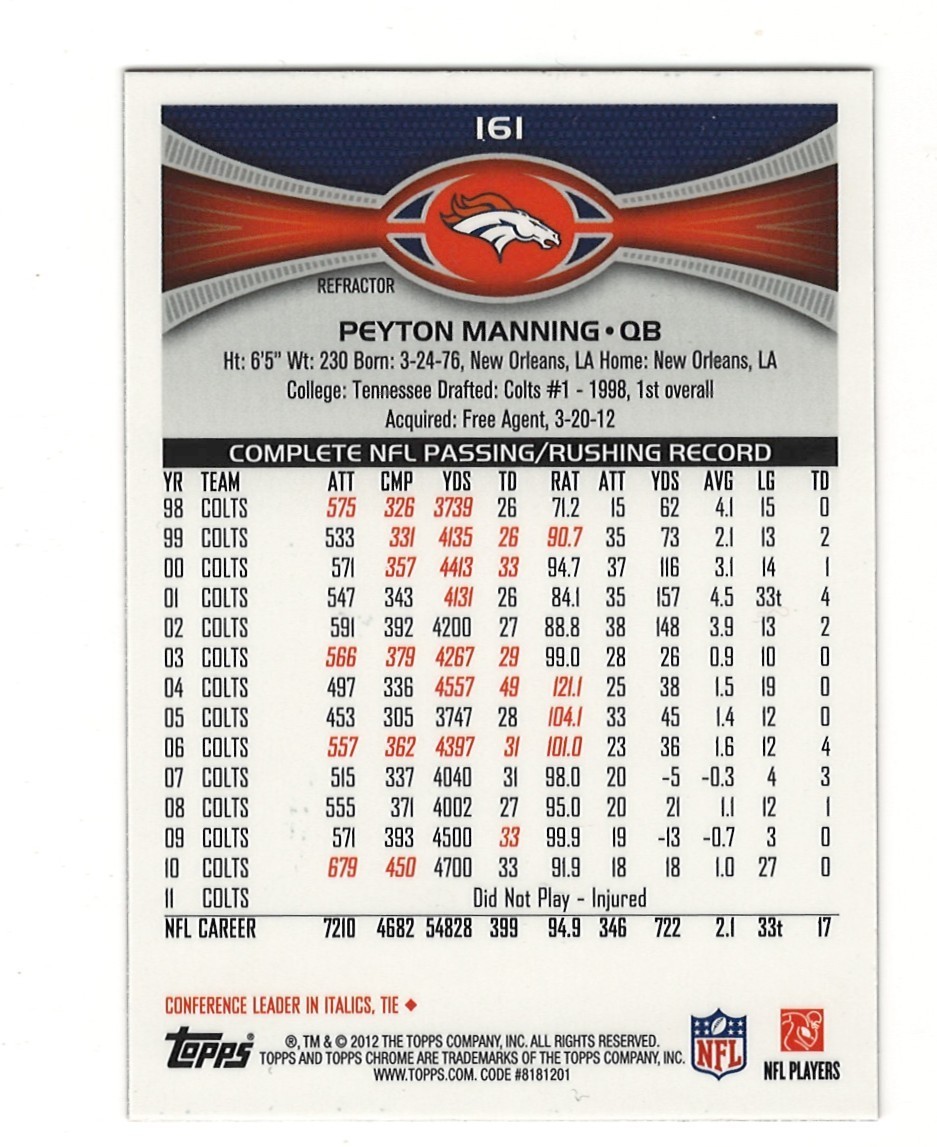 161
REFRACTOR
PEYTON MANNING • QB
Ht: 6'5" Wt: 230 Born: 3-24-76, New Orleans, LA Home: New Orleans, LA
College: Tennessee Drafted: Colts #1 - 1998, 1st overall
Acquired: Free Agent, 3-20-12
COMPLETE NFL PASSING/RUSHING RECORD
YR TEAM ATT CMP YDS TD RAT ATT YDS AVG LG TD
98 COLTS 575 326 3739 26 71.2 15 62 4.1 15 0
99 COLTS 533 331 4135 26 90.7 35 73 2.1 13 2
00 COLTS 571 357 4413 33 94.7 37 116 3.1 14 1
01 COLTS 547 343 4131 26 84.1 35 157 4.5 33t 4
02 COLTS 591 392 4200 27 88.8 38 148 3.9 13 2
03 COLTS 566 379 4267 29 99.0 28 26 0.9 10 0
04 COLTS 497 336 4557 49 121.1 25 38 1.5 19 0
05 COLTS 453 305 3747 28 104.1 33 45 1.4 12 0
06 COLTS 557 362 4397 31 101.0 23 36 1.6 12 4
07 COLTS 515 337 4040 31 98.0 20 -5 -0.3 4 3
08 COLTS 555 371 4002 27 95.0 20 21 1.1 12 1
09 COLTS 571 393 4500 33 99.9 19 -13 -0.7 3 0
10 COLTS 679 450 4700 33 91.9 18 18 1.0 27 0
11 COLTS Did Not Play - Injured
NFL CAREER 7210 4682 54828 399 94.9 346 722 2.1 33t 17
CONFERENCE LEADER IN ITALICS, TIE ♦
Topps ®, TM & © 2012 THE TOPPS COMPANY, INC. ALL RIGHTS RESERVED.
TOPPS AND TOPPS CHROME ARE TRADEMARKS OF THE TOPPS COMPANY, INC.
WWW.TOPPS.COM. CODE #8181201
NFL
NFL PLAYERS